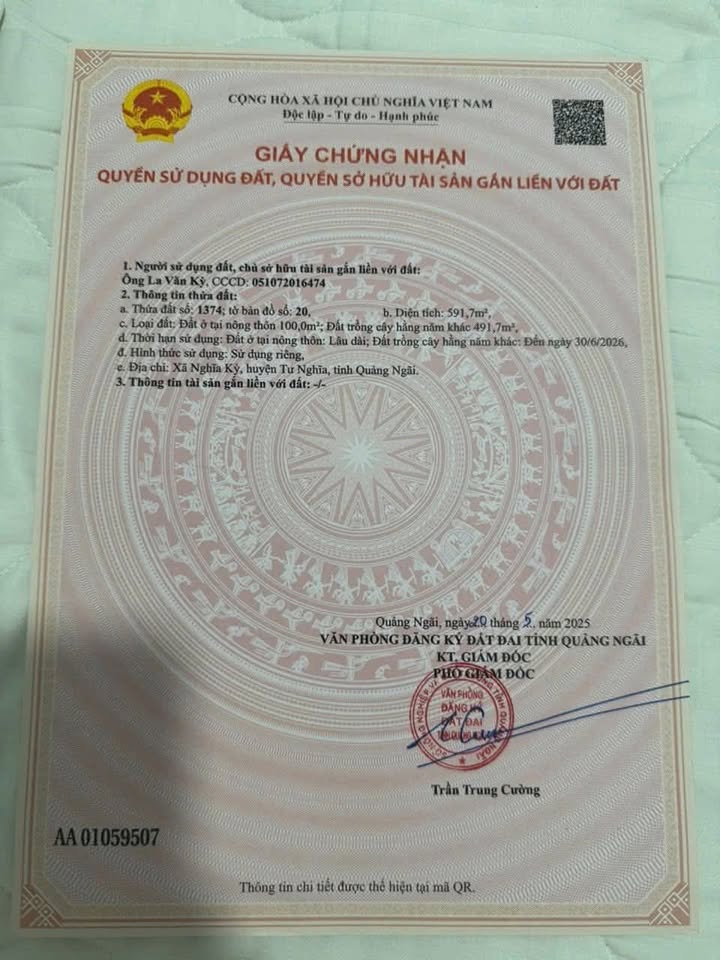 CỘNG HÒA XÃ HỘI CHỦ NGHĨA VIỆT NAM
Độc lập - Tự do - Hạnh phúc
GIẤY CHỨNG NHẬN
QUYỀN SỬ DỤNG ĐẤT, QUYỀN SỞ HỮU TÀI SẢN GẮN LIỀN VỚI ĐẤT
1. Người sử dụng đất, chủ sở hữu tài sản gắn liền với đất:
Ông La Văn Kỳ, CCCD: 051072016474
2. Thông tin thửa đất:
a. Thửa đất số: 1374; tờ bản đồ số: 20, b. Diện tích: 591,7m²,
c. Loại đất: Đất ở tại nông thôn 100,0m²; Đất trồng cây hằng năm khác 491,7m²,
d. Thời hạn sử dụng: Đất ở tại nông thôn: Lâu dài; Đất trồng cây hằng năm khác: Đến ngày 30/6/2026,
đ. Hình thức sử dụng: Sử dụng riêng,
e. Địa chỉ: Xã Nghĩa Kỳ, huyện Tư Nghĩa, tỉnh Quảng Ngãi.
3. Thông tin tài sản gắn liền với đất: -/-
Quảng Ngãi, ngày 20 tháng 5, năm 2025
VĂN PHÒNG ĐĂNG KÝ ĐẤT ĐAI TỈNH QUẢNG NGÃI
KT. GIÁM ĐỐC
PHÓ GIÁM ĐỐC
VĂN PHÒNG
ĐĂNG KÝ
ĐẤT ĐAI
Trần Trung Cường
AA 01059507
Thông tin chi tiết được thể hiện tại mã QR.